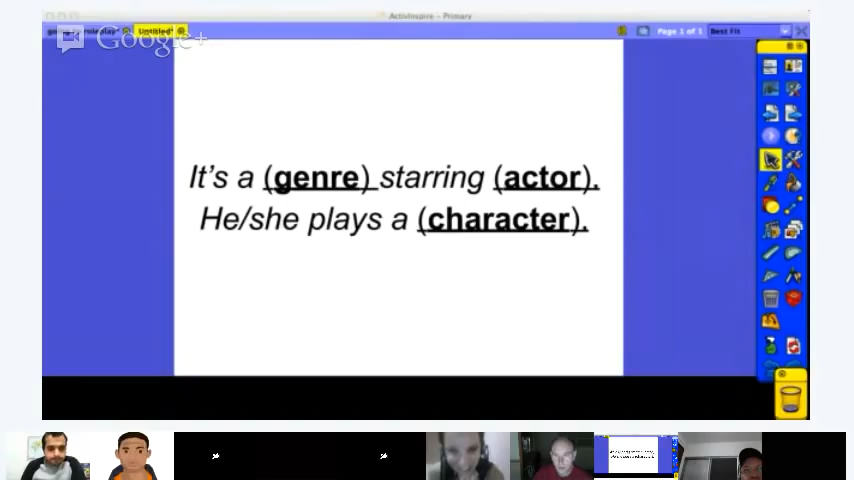 ActivInspire - Primary
Untitled*
Page 1 of 1
Best Fit
Google+
It's a (genre) starring (actor).
He/she plays a (character).